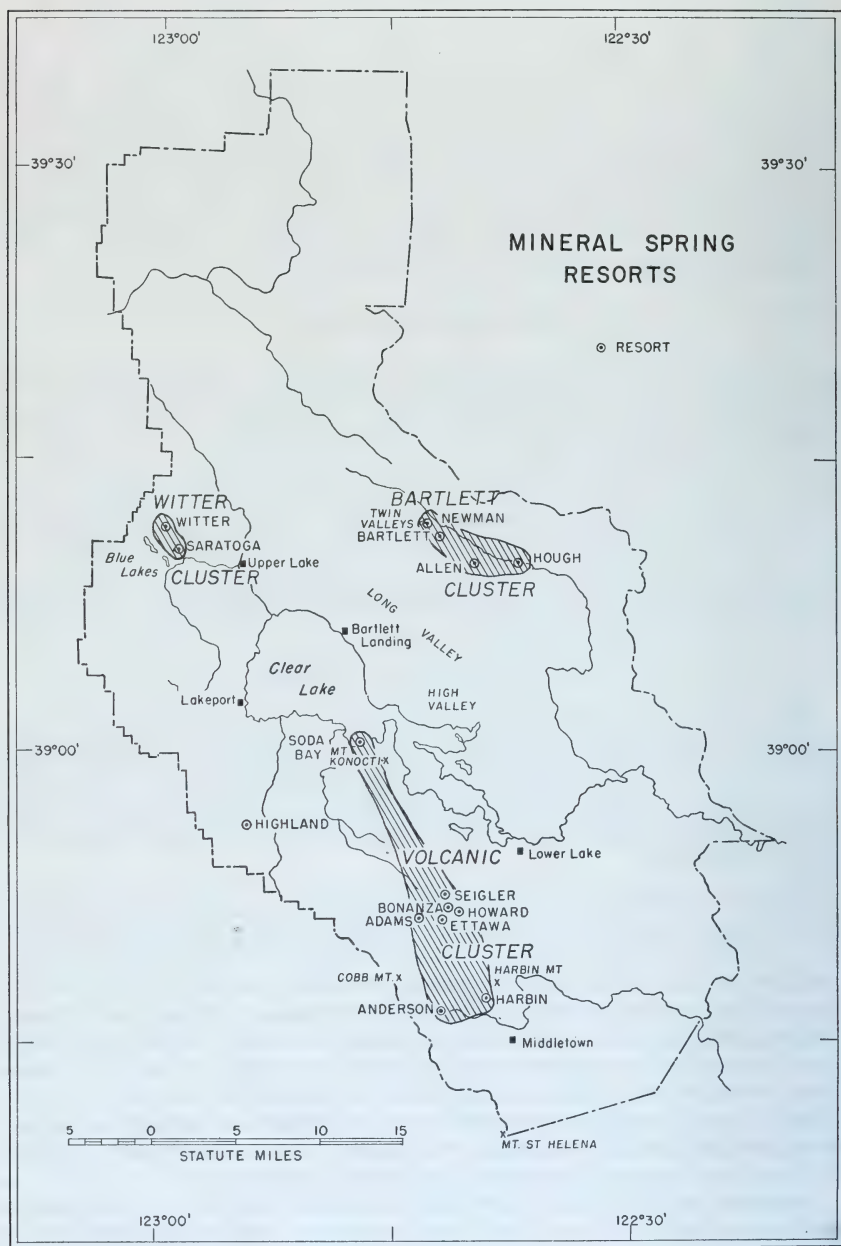 123°00'
122°30'
39°30'
39°30'
MINERAL SPRING
RESORTS
RESORT
WITTER
WITTER
SARATOGA
Blue
Lakes
CLUSTER
Upper Lake
BARTLETT
TWIN
VALLEYS
NEWMAN
BARTLETT
ALLEN
HOUGH
CLUSTER
LONG
VALLEY
Bartlett
Landing
Clear
Lake
Lakeport
HIGH
VALLEY
39°00'
39°00'
SODA
BAY
MT
KONOCTI x
HIGHLAND
VOLCANIC
Lower Lake
SEIGLER
BONANZA
HOWARD
ADAMS
ETTAWA
CLUSTER
COBB MT. x
HARBIN MT
x
HARBIN
ANDERSON
Middletown
5 0 5 10 15
STATUTE MILES
x
MT. ST HELENA
123°00'
122°30'